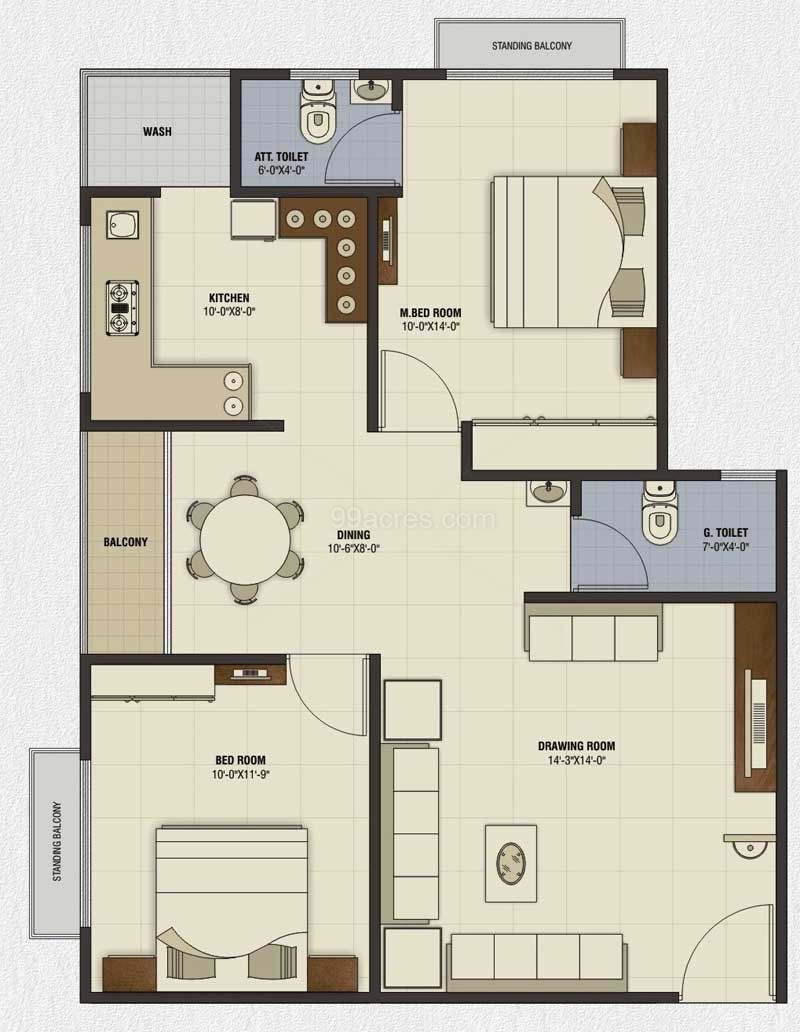 STANDING BALCONY
WASH
ATT. TOILET
6'-0"X4'-0"
KITCHEN
10'-0"X8'-0"
M.BED ROOM
10'-0"X14'-0"
BALCONY
99acres.com
DINING
10'-6"X8'-0"
G. TOILET
7'-0"X4'-0"
BED ROOM
10'-0"X11'-9"
DRAWING ROOM
14'-3"X14'-0"
STANDING BALCONY